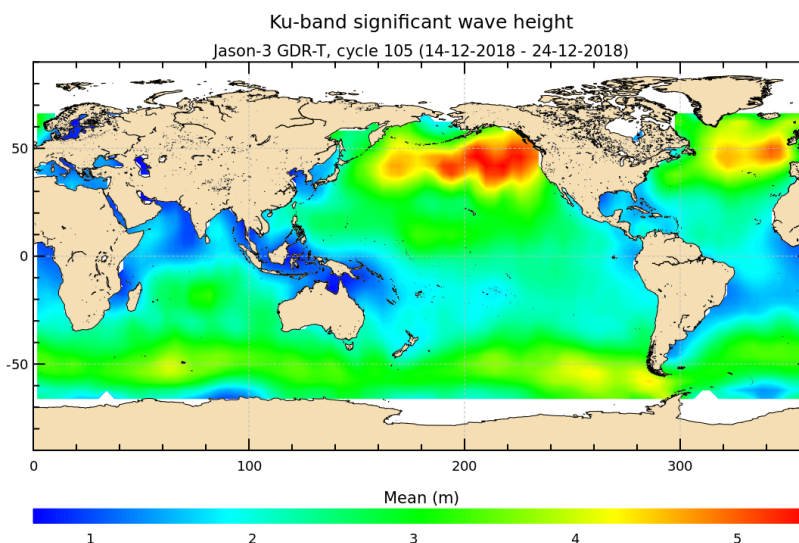 Ku-band significant wave height
Jason-3 GDR-T, cycle 105 (14-12-2018 - 24-12-2018)
50
0
-50
0 100 200 300
Mean (m)
1 2 3 4 5